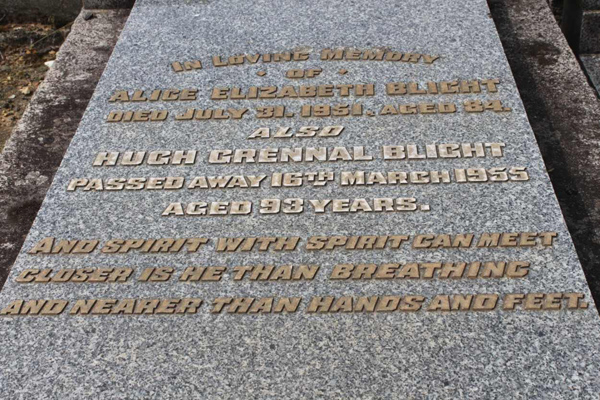 In Loving Memory
of
Alice Elizabeth Blight
Died July 31. 1951. Aged 84.
Also
Hugh Grennal Blight
Passed away 16th March 1955
Aged 93 years.
And spirit with spirit can meet
Closer is He than breathing
And nearer than hands and feet.